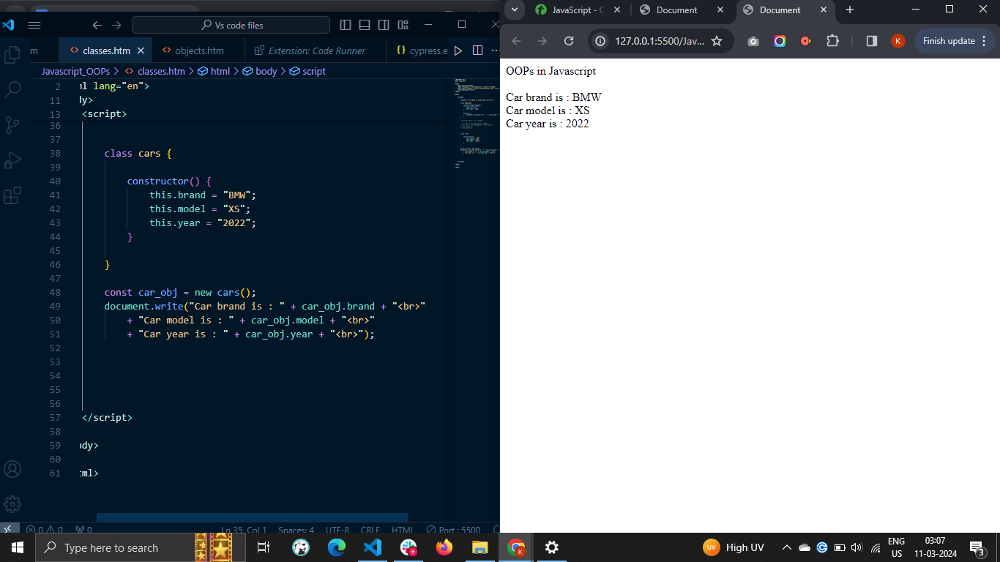 Vs code files
m
classes.htm
objects.htm
Extension: Code Runner
cypress.e
Javascript_OOPs > classes.htm > html > body > script
2 ıl lang="en">
11 ly>
13 <script>
36
37
38 class cars {
39
40 constructor() {
41 this.brand = "BMW";
42 this.model = "XS";
43 this.year = "2022";
44 }
45
46 }
47
48 const car_obj = new cars();
49 document.write("Car brand is : " + car_obj.brand + "<br>"
50 + "Car model is : " + car_obj.model + "<br>"
51 + "Car year is : " + car_obj.year + "<br>");
52
53
54
55
56
57 </script>
58
59 ody>
60
61 tml>
0 0 0 Ln 35, Col 1 Spaces: 4 UTF-8 CRLF HTML Port : 5500
JavaScript - C
Document
Document
127.0.0.1:5500/Jav...
K
Finish update
OOPs in Javascript
Car brand is : BMW
Car model is : XS
Car year is : 2022
Type here to search
UV
High UV
ENG
US
03:07
11-03-2024
3